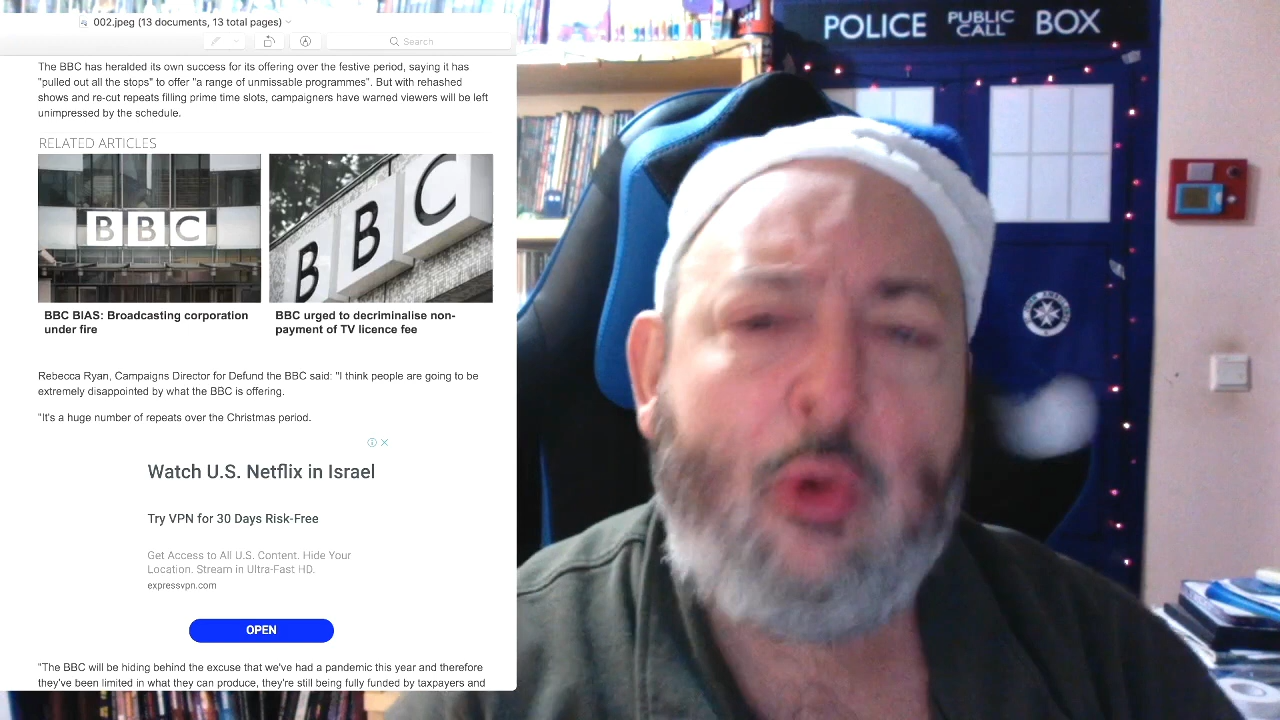 002.jpeg (13 documents, 13 total pages)
Search
The BBC has heralded its own success for its offering over the festive period, saying it has
"pulled out all the stops" to offer "a range of unmissable programmes". But with rehashed
shows and re-cut repeats filling prime time slots, campaigners have warned viewers will be left
unimpressed by the schedule.
RELATED ARTICLES
BBC
BBC
BBC BIAS: Broadcasting corporation
under fire
BBC urged to decriminalise non-
payment of TV licence fee
Rebecca Ryan, Campaigns Director for Defund the BBC said: "I think people are going to be
extremely disappointed by what the BBC is offering.
"It's a huge number of repeats over the Christmas period.
Watch U.S. Netflix in Israel
Try VPN for 30 Days Risk-Free
Get Access to All U.S. Content. Hide Your
Location. Stream in Ultra-Fast HD.
expressvpn.com
OPEN
"The BBC will be hiding behind the excuse that we've had a pandemic this year and therefore
they've been limited in what they can produce, they're still being fully funded by taxpayers and
POLICE PUBLIC CALL BOX